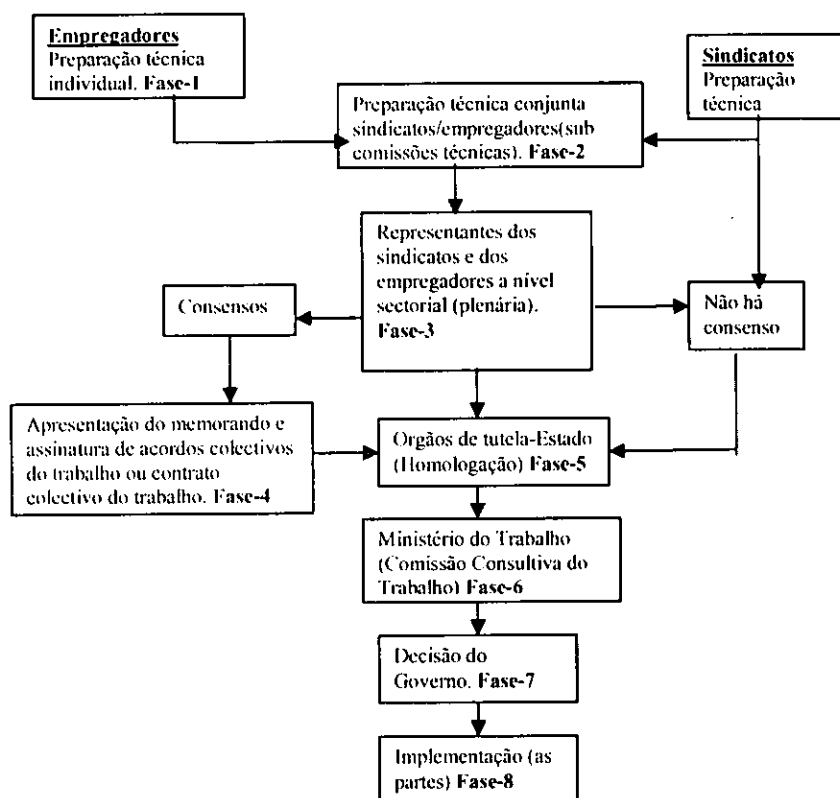 Empregadores
Preparação técnica
individual. Fase-1
Sindicatos
Preparação
técnica
Preparação técnica conjunta
sindicatos/empregadores(sub
comissões técnicas). Fase-2
Representantes dos
sindicatos e dos
empregadores a nível
sectorial (plenária).
Fase-3
Consensos
Não há
consenso
Apresentação do memorando e
assinatura de acordos colectivos
do trabalho ou contrato
colectivo do trabalho. Fase-4
Orgãos de tutela-Estado
(Homologação) Fase-5
Ministério do Trabalho
(Comissão Consultiva do
Trabalho) Fase-6
Decisão do
Governo. Fase-7
Implementação (as
partes) Fase-8